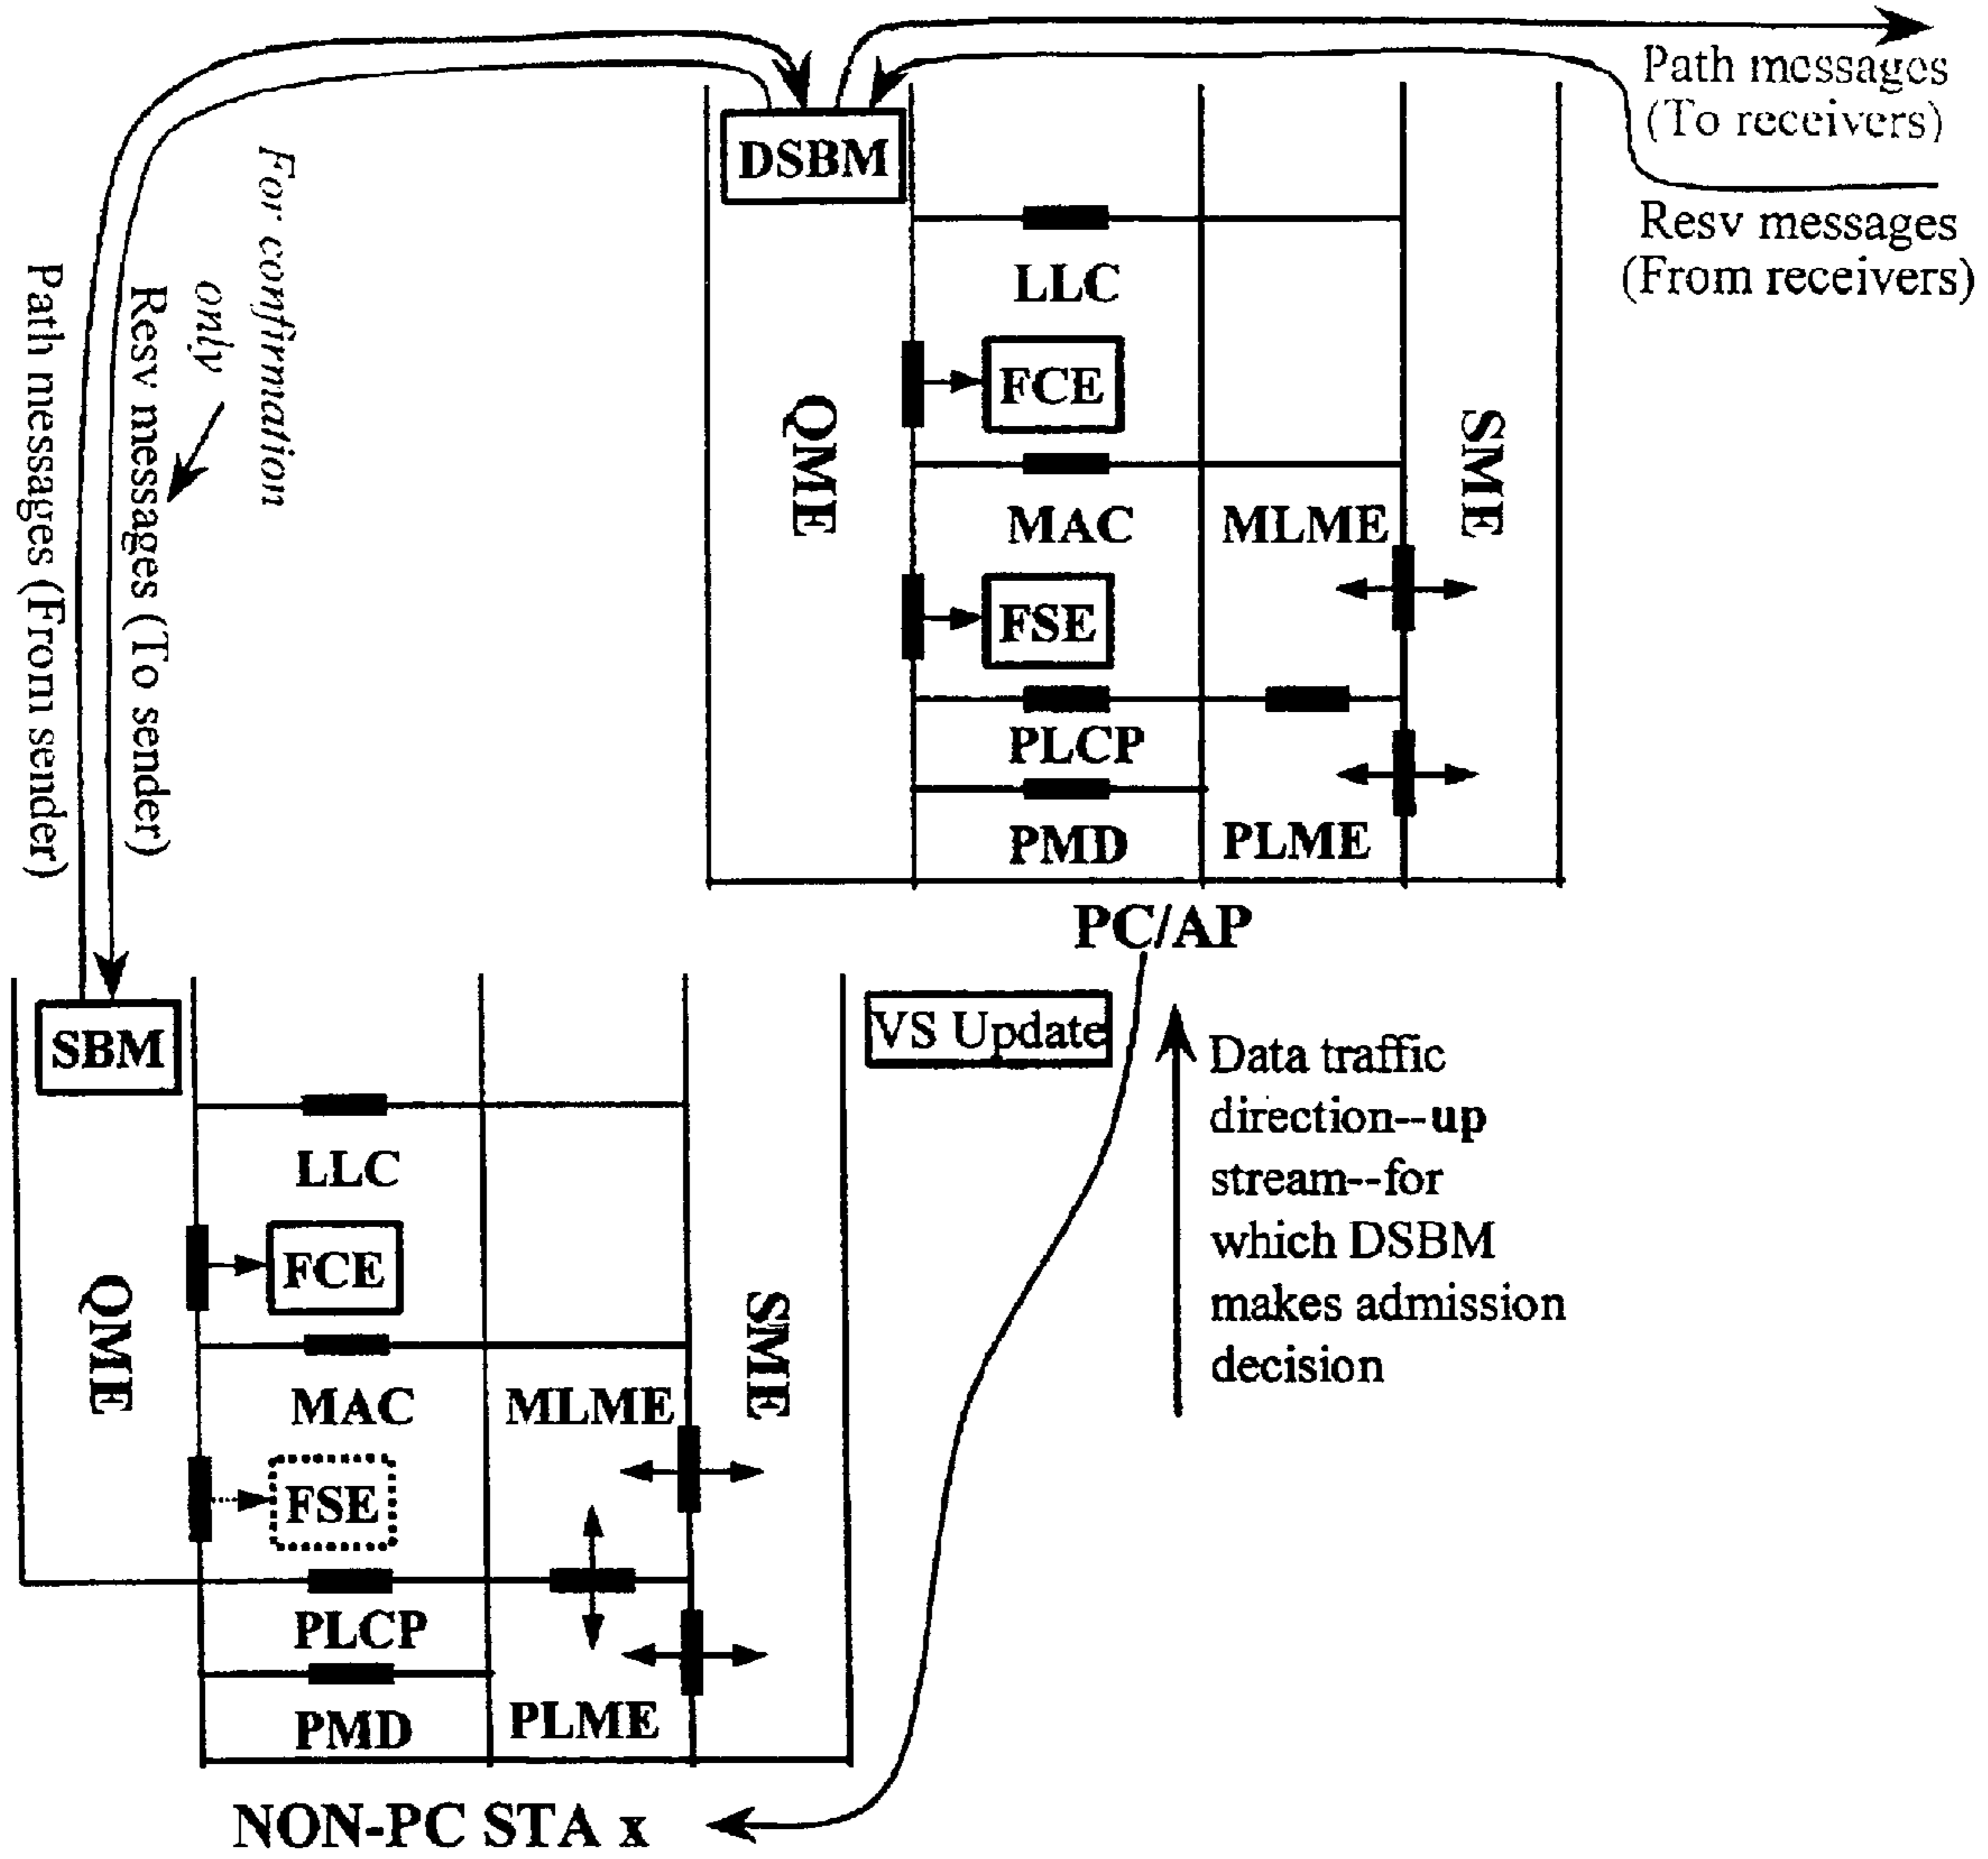 Path messages
(To receivers)
Resv messages
(From receivers)
For confirmation
only
Resv messages (To sender)
Path messages (From sender)
DSBM
LLC
FCE
QME
SME
MAC
MLME
FSE
PLCP
PMD
PLME
PC/AP
VS Update
Data traffic
direction--up
stream--for
which DSBM
makes admission
decision
SBM
LLC
FCE
QME
SME
MAC
MLME
FSE
PLCP
PMD
PLME
NON-PC STA x